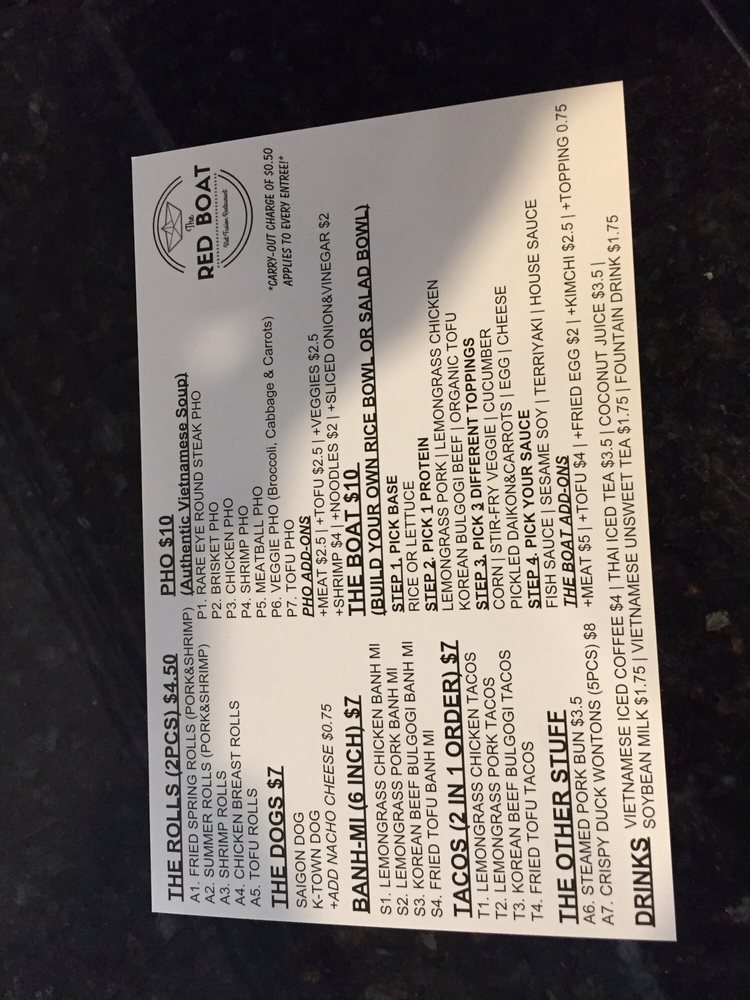 THE ROLLS (2PCS) $4.50
A1. FRIED SPRING ROLLS (PORK&SHRIMP)
A2. SUMMER ROLLS (PORK&SHRIMP)
A3. SHRIMP ROLLS
A4. CHICKEN BREAST ROLLS
A5. TOFU ROLLS
THE DOGS $7
SAIGON DOG
K-TOWN DOG
+ADD NACHO CHEESE $0.75
BANH-MI (6 INCH) $7
S1. LEMONGRASS CHICKEN BANH MI
S2. LEMONGRASS PORK BANH MI
S3. KOREAN BEEF BULGOGI BANH MI
S4. FRIED TOFU BANH MI
TACOS (2 IN 1 ORDER) $7
T1. LEMONGRASS CHICKEN TACOS
T2. LEMONGRASS PORK TACOS
T3. KOREAN BEEF BULGOGI TACOS
T4. FRIED TOFU TACOS
THE OTHER STUFF
A6. STEAMED PORK BUN $3.5
A7. CRISPY DUCK WONTONS (5PCS) $8
PHO $10
(Authentic Vietnamese Soup)
P1. RARE EYE ROUND STEAK PHO
P2. BRISKET PHO
P3. CHICKEN PHO
P4. SHRIMP PHO
P5. MEATBALL PHO
P6. VEGGIE PHO (Broccoli, Cabbage & Carrots)
P7. TOFU PHO
The
RED BOAT
Restaurant
*CARRY-OUT CHARGE OF $0.50
APPLIES TO EVERY ENTREE!*
PHO ADD-ONS
+MEAT $2.5 | +TOFU $2.5 | +VEGGIES $2.5
+SHRIMP $4 | +NOODLES $2 | +SLICED ONION&VINEGAR $2
THE BOAT $10
(BUILD YOUR OWN RICE BOWL OR SALAD BOWL)
STEP 1. PICK BASE
RICE OR LETTUCE
STEP 2. PICK 1 PROTEIN
LEMONGRASS PORK | LEMONGRASS CHICKEN
KOREAN BULGOGI BEEF | ORGANIC TOFU
STEP 3. PICK 3 DIFFERENT TOPPINGS
CORN | STIR-FRY VEGGIE | CUCUMBER
PICKLED DAIKON&CARROTS | EGG | CHEESE
STEP 4. PICK YOUR SAUCE
FISH SAUCE | SESAME SOY | TERRIYAKI | HOUSE SAUCE
THE BOAT ADD-ONS
+MEAT $5 | +TOFU $4 | +FRIED EGG $2 | +KIMCHI $2.5 | +TOPPING 0.75
DRINKS VIETNAMESE ICED COFFEE $4 | THAI ICED TEA $3.5 | COCONUT JUICE $3.5 |
SOYBEAN MILK $1.75 | VIETNAMESE UNSWEET TEA $1.75 | FOUNTAIN DRINK $1.75